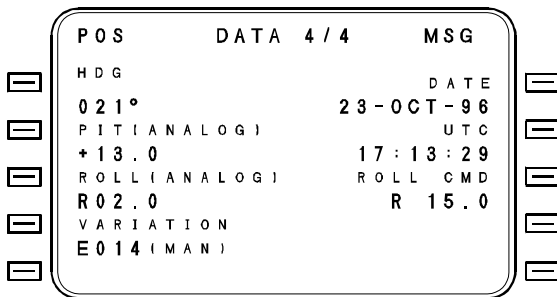 POS DATA 4/4 MSG
HDG
DATE
021° 23-OCT-96
PIT(ANALOG) UTC
+13.0 17:13:29
ROLL(ANALOG) ROLL CMD
R02.0 R 15.0
VARIATION
E014(MAN)